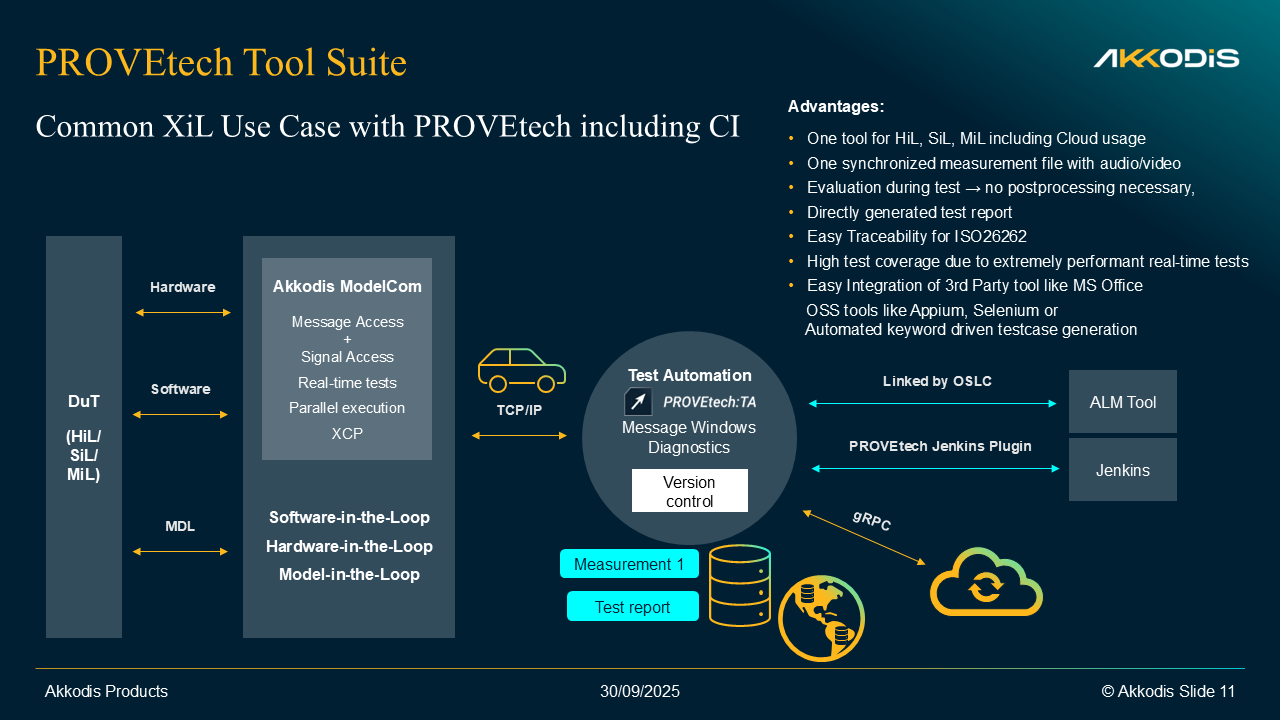 PROVEtech Tool Suite
AKKODIS
Common XiL Use Case with PROVEtech including CI
Advantages:
• One tool for HiL, SiL, MiL including Cloud usage
• One synchronized measurement file with audio/video
• Evaluation during test → no postprocessing necessary,
• Directly generated test report
• Easy Traceability for ISO26262
• High test coverage due to extremely performant real-time tests
• Easy Integration of 3rd Party tool like MS Office
OSS tools like Appium, Selenium or
Automated keyword driven testcase generation
DuT
(HiL/
SiL/
MiL)
Hardware
Software
MDL
Akkodis ModelCom
Message Access
+
Signal Access
Real-time tests
Parallel execution
XCP
Software-in-the-Loop
Hardware-in-the-Loop
Model-in-the-Loop
TCP/IP
Test Automation
PROVEtech:TA
Message Windows
Diagnostics
Version
control
Measurement 1
Test report
Linked by OSLC
ALM Tool
PROVEtech Jenkins Plugin
Jenkins
gRPC
Akkodis Products
30/09/2025
© Akkodis Slide 11